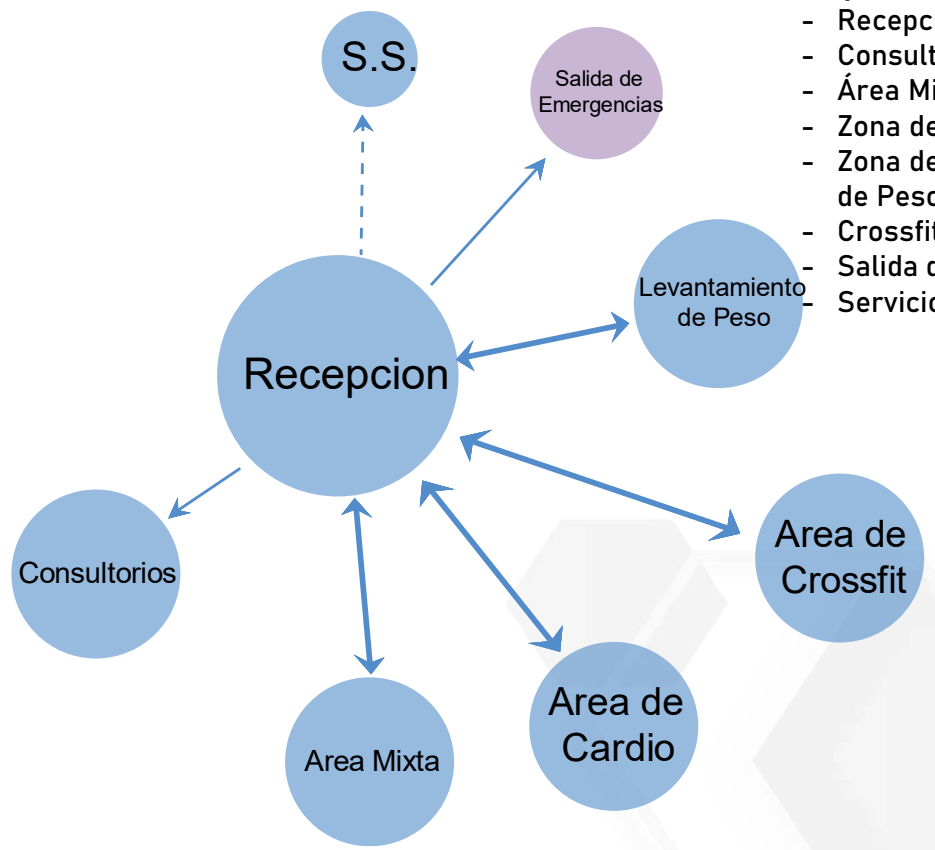 S.S.
Salida de
Emergencias
Levantamiento
de Peso
Recepcion
Consultorios
Area de
Crossfit
Area de
Cardio
Area Mixta
- Recepc
- Consult
- Área Mi
- Zona de
- Zona de
de Peso
- Crossfit
- Salida d
- Servicio